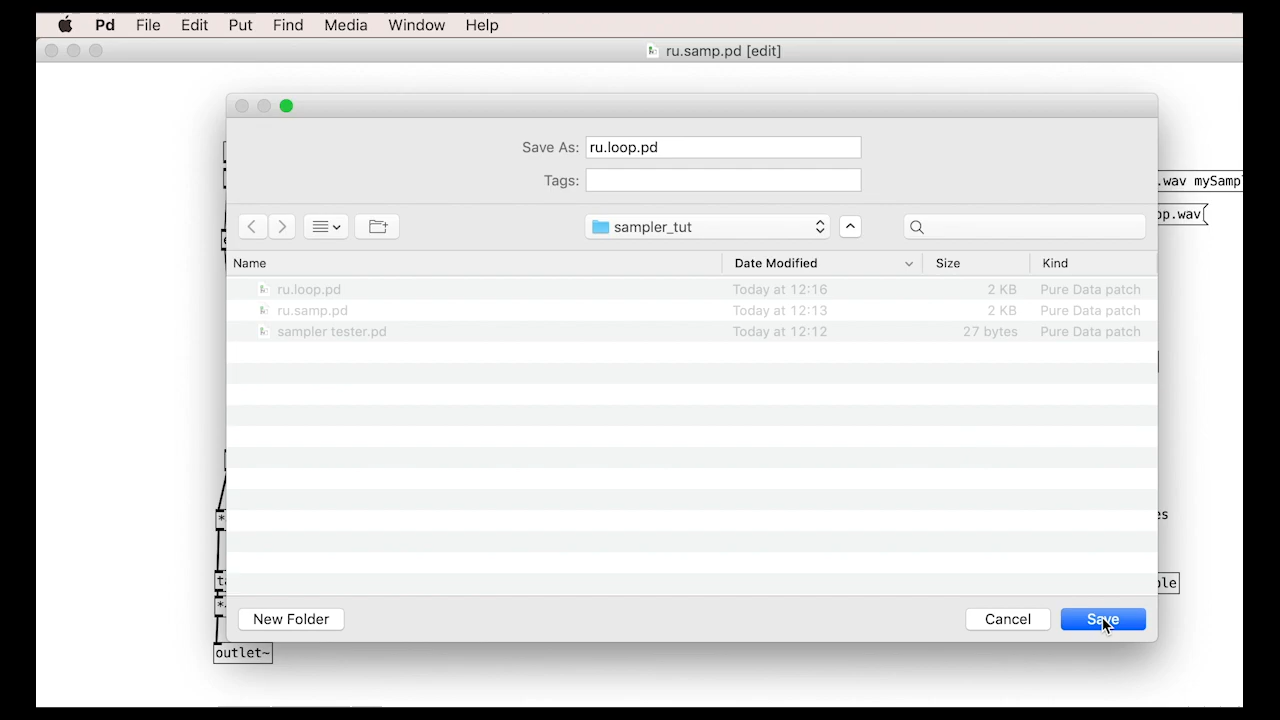 Pd File Edit Put Find Media Window Help
ru.samp.pd [edit]
Save As: ru.loop.pd
Tags:
.wav mySampl
op.wav
sampler_tut
Name Date Modified Size Kind
ru.loop.pd Today at 12:16 2 KB Pure Data patch
ru.samp.pd Today at 12:13 2 KB Pure Data patch
sampler tester.pd Today at 12:12 27 bytes Pure Data patch
*
es
ta
ple
*~
New Folder Cancel Save
outlet~